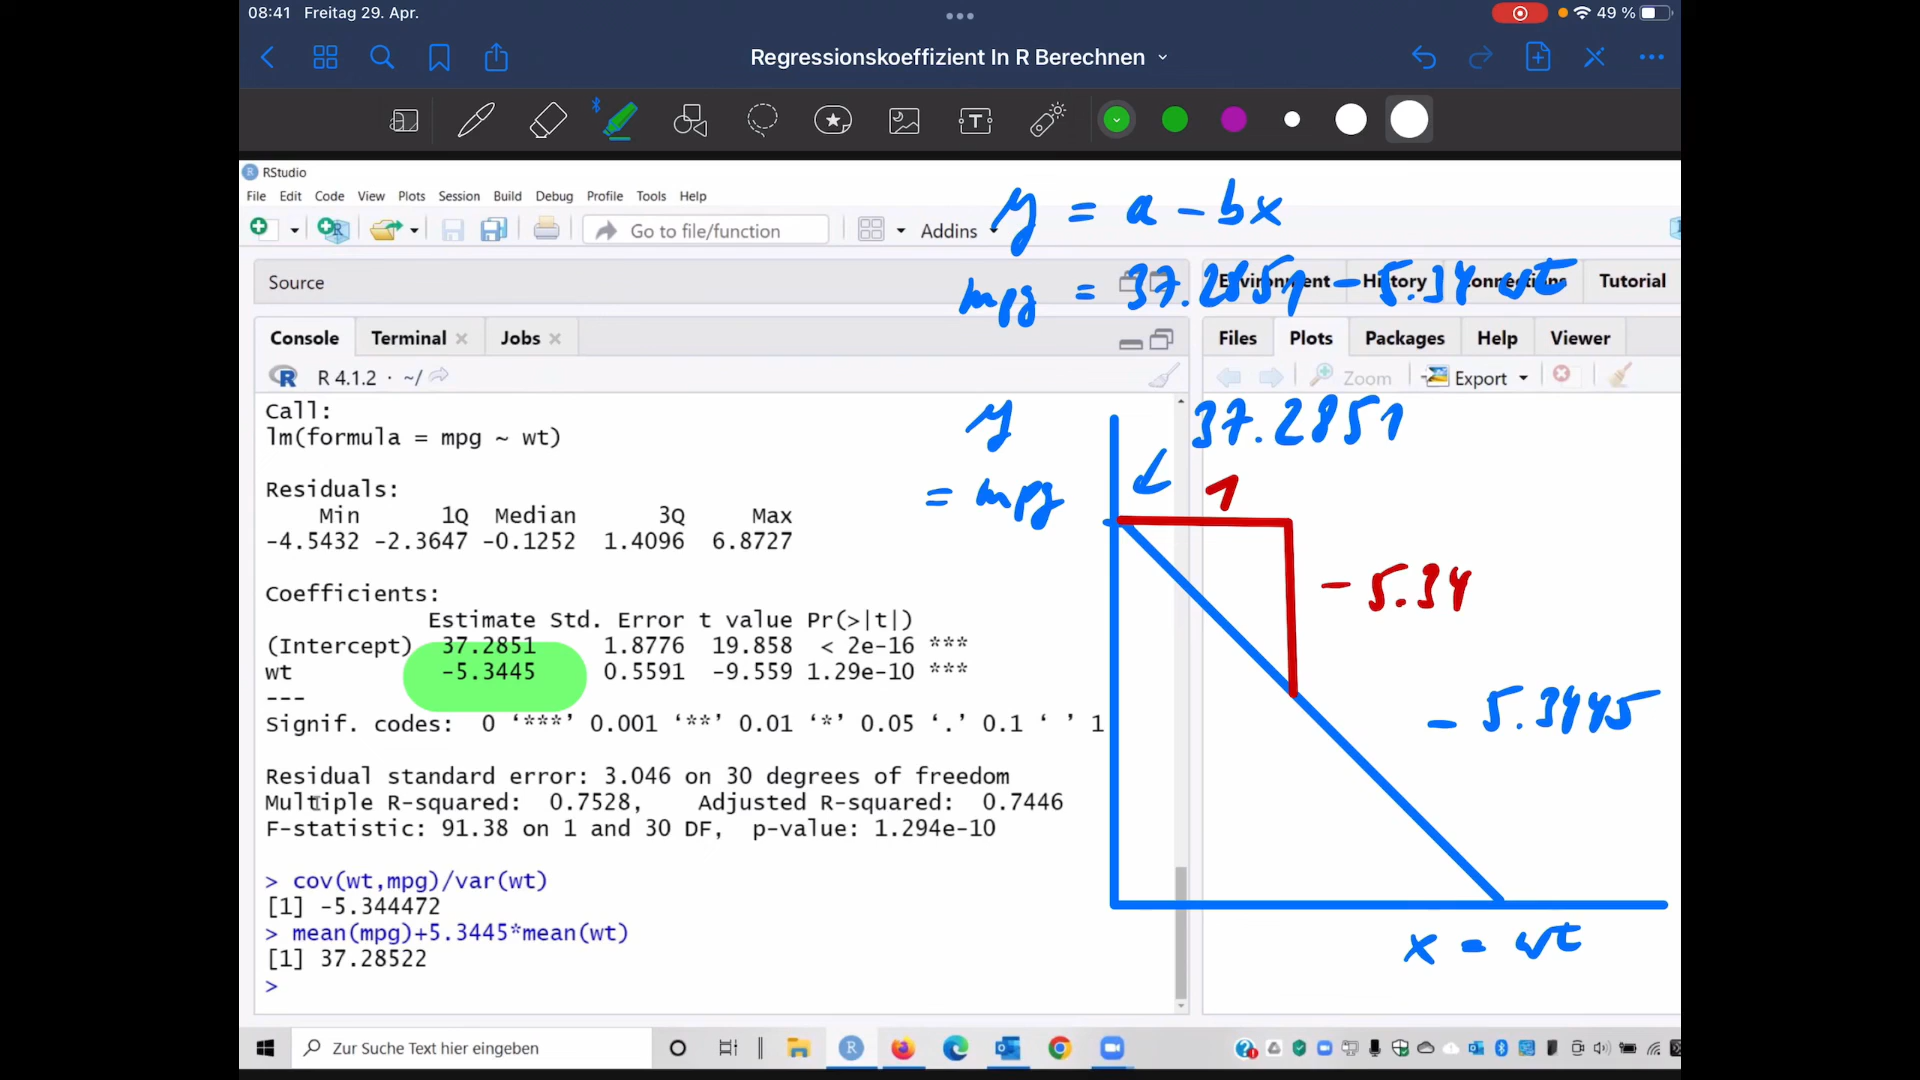 08:41 Freitag 29. Apr.
49 %
Regressionskoeffizient In R Berechnen
RStudio
File Edit Code View Plots Session Build Debug Profile Tools Help
Go to file/function Addins
y = a - bx
Source
mpg = 37.2851 - 5.34 wt
Environment History Connections Tutorial
Console Terminal Jobs
Files Plots Packages Help Viewer
R 4.1.2 · ~/
Zoom Export
Call:
lm(formula = mpg ~ wt)
Residuals:
Min 1Q Median 3Q Max
-4.5432 -2.3647 -0.1252 1.4096 6.8727
Coefficients:
Estimate Std. Error t value Pr(>|t|)
(Intercept) 37.2851 1.8776 19.858 < 2e-16 ***
wt -5.3445 0.5591 -9.559 1.29e-10 ***
---
Signif. codes: 0 ‘***’ 0.001 ‘**’ 0.01 ‘*’ 0.05 ‘.’ 0.1 ‘ ’ 1
Residual standard error: 3.046 on 30 degrees of freedom
Multiple R-squared: 0.7528, Adjusted R-squared: 0.7446
F-statistic: 91.38 on 1 and 30 DF, p-value: 1.294e-10
> cov(wt,mpg)/var(wt)
[1] -5.344472
> mean(mpg)+5.3445*mean(wt)
[1] 37.28522
>
y
= mpg
37.2851
1
-5.34
-5.3445
x = wt
Zur Suche Text hier eingeben